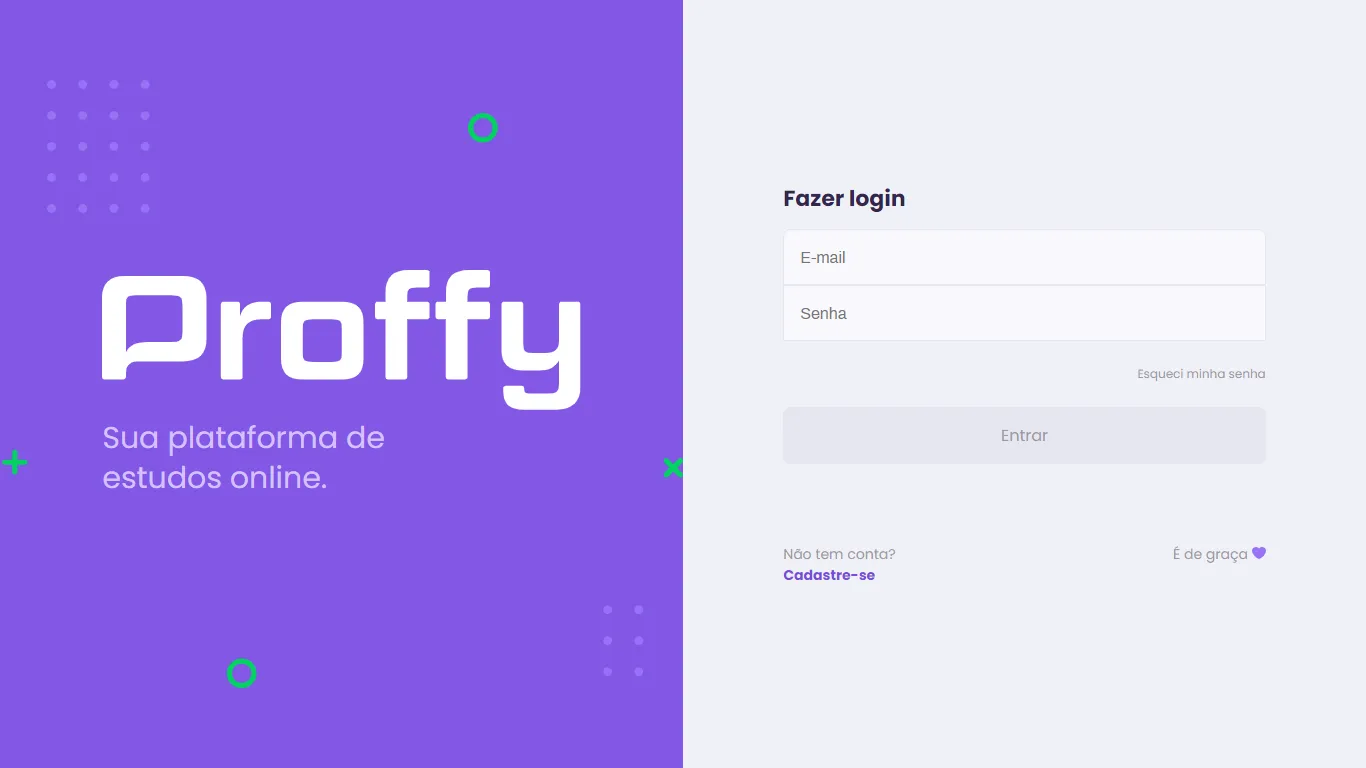 Proffy
Sua plataforma de
estudos online.
Fazer login
E-mail
Senha
Esqueci minha senha
Entrar
Não tem conta?
Cadastre-se
É de graça 💜